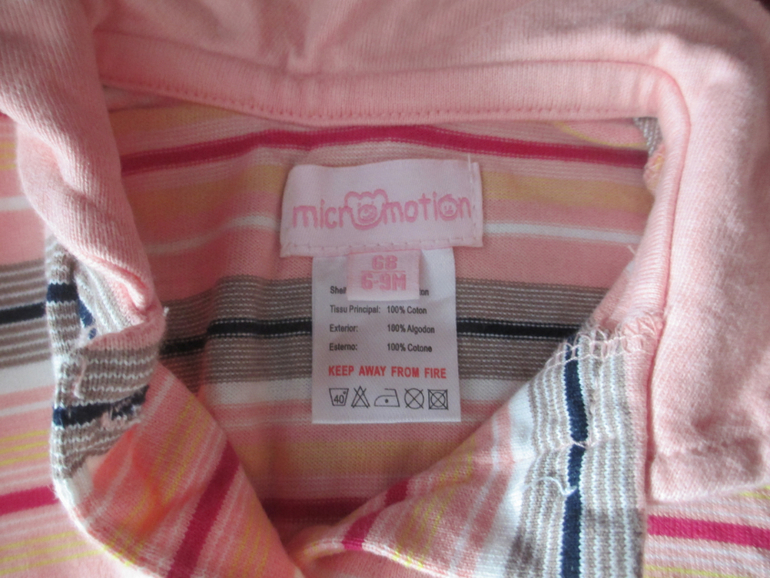 micromotion
68
6-9M
Tissu Principal: 100% Coton
Exterior: 100% Algodon
Esterno: 100% Cotone
KEEP AWAY FROM FIRE
40